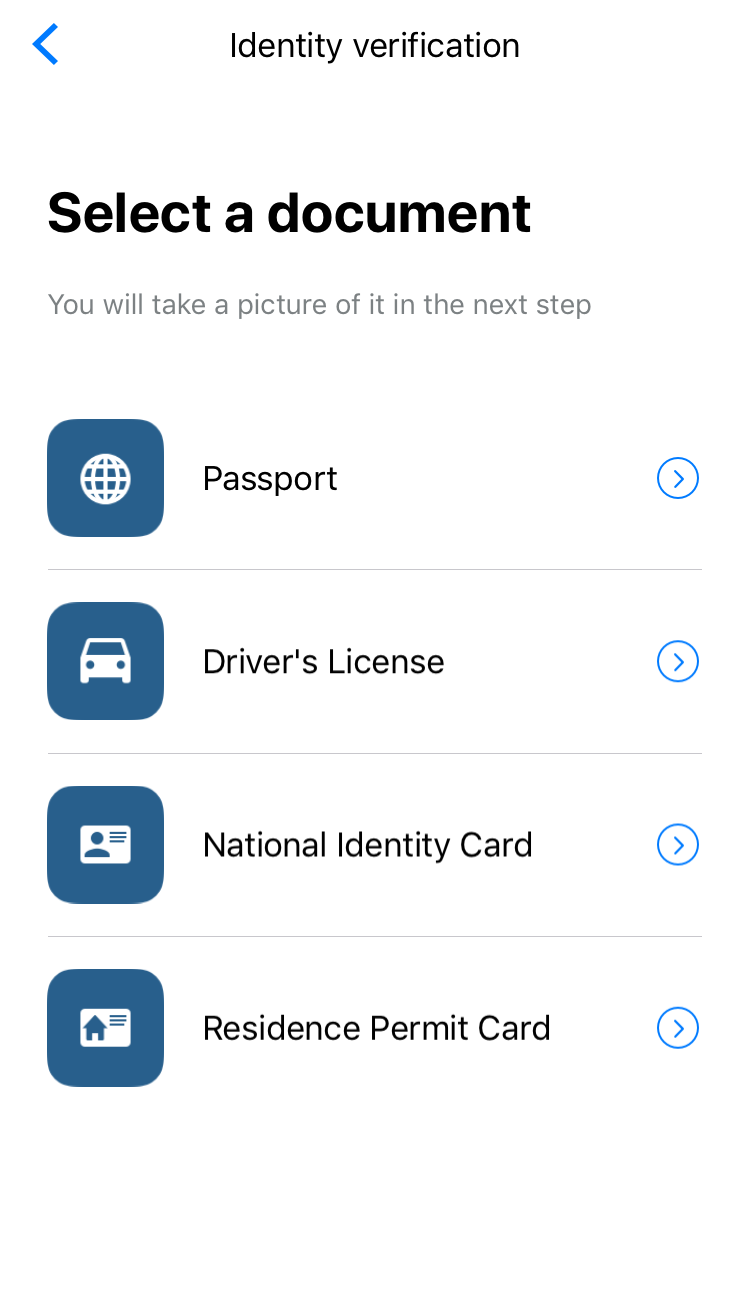 Identity verification
Select a document
You will take a picture of it in the next step
Passport
Driver's License
National Identity Card
Residence Permit Card